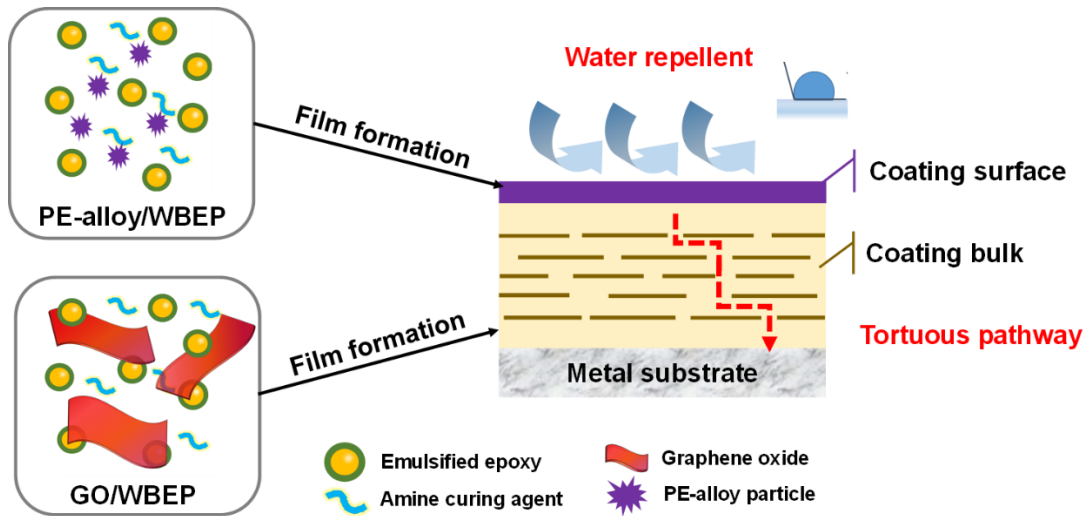 PE-alloy/WBEP
Film formation
Water repellent
Coating surface
Coating bulk
Tortuous pathway
Metal substrate
Film formation
GO/WBEP
Emulsified epoxy
Graphene oxide
Amine curing agent
PE-alloy particle